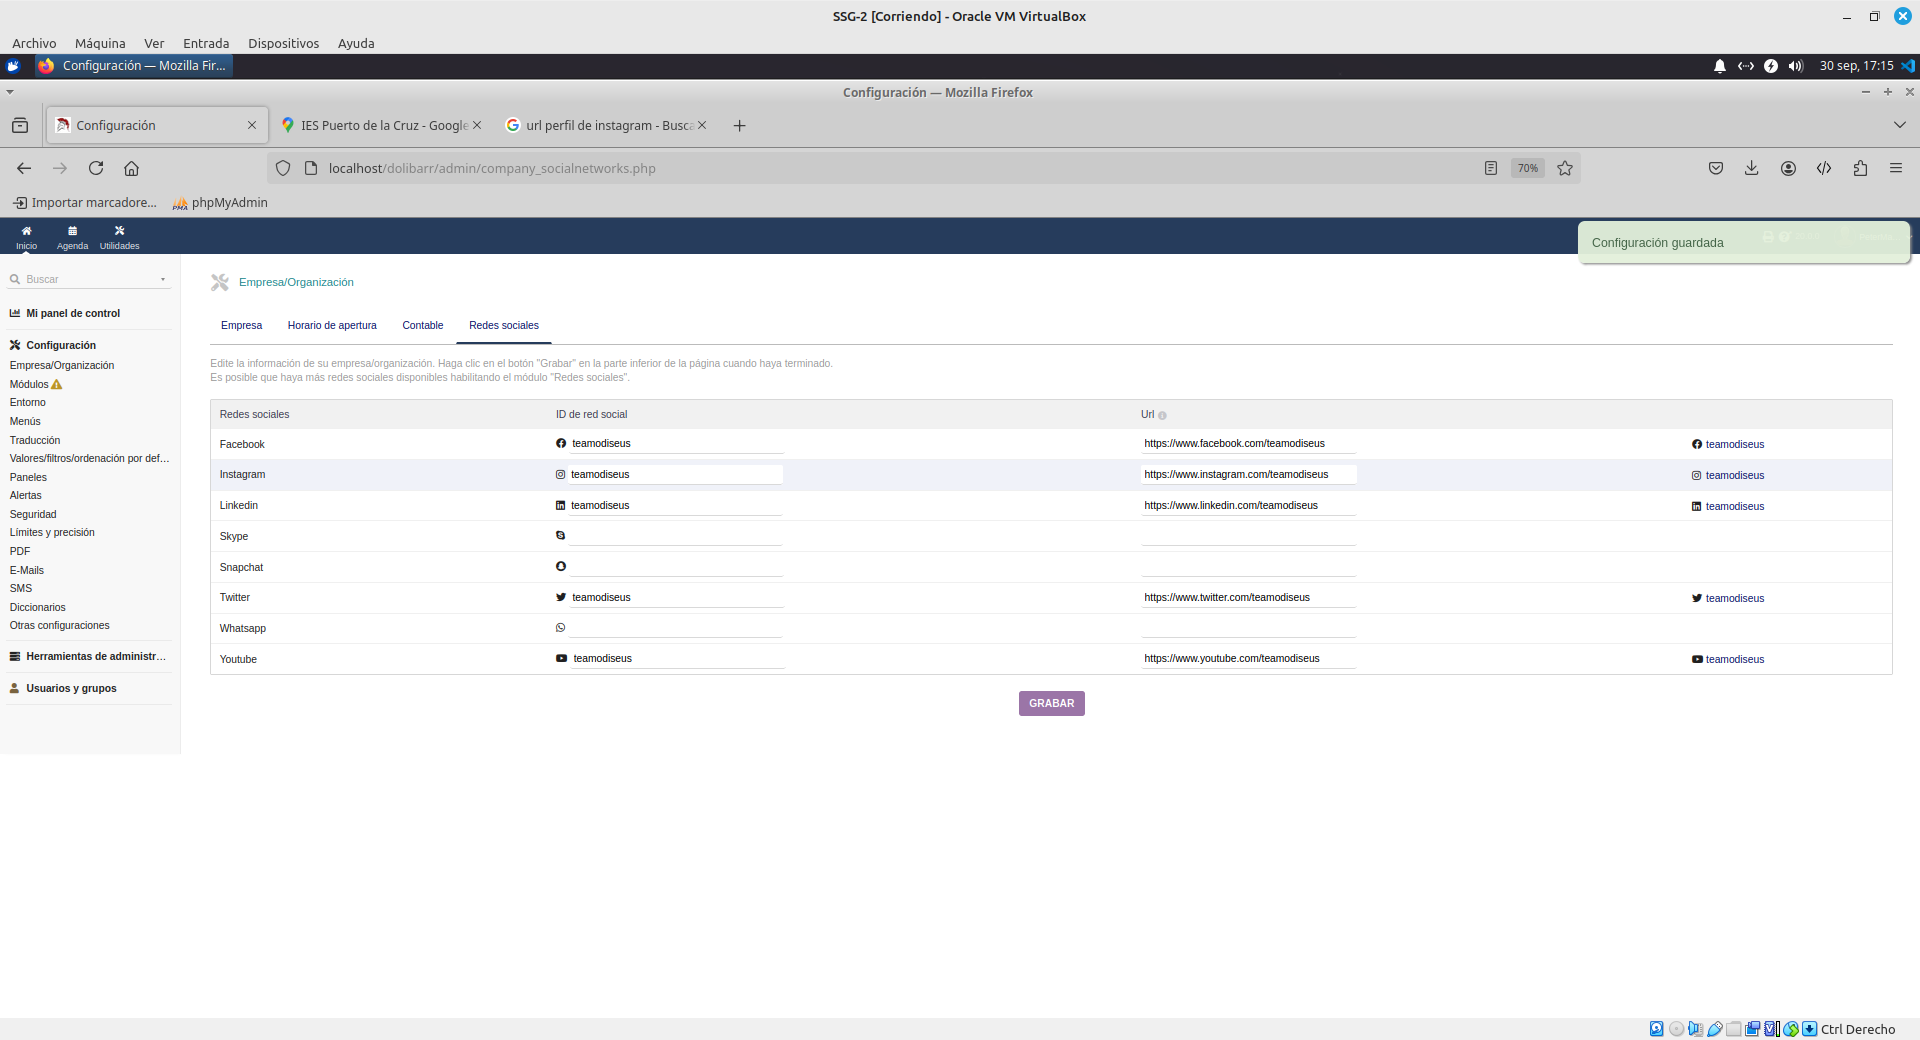 SSG-2 [Corriendo] - Oracle VM VirtualBox
Archivo Máquina Ver Entrada Dispositivos Ayuda
Configuración — Mozilla Fir... 30 sep, 17:15
Configuración — Mozilla Firefox
Configuración IES Puerto de la Cruz - Google url perfil de instagram - Busca
localhost/dolibarr/admin/company_socialnetworks.php 70%
Importar marcadore... phpMyAdmin
Inicio Agenda Utilidades
Configuración guardada
Buscar
Mi panel de control
Configuración
Empresa/Organización
Módulos
Entorno
Menús
Traducción
Valores/filtros/ordenación por def...
Paneles
Alertas
Seguridad
Límites y precisión
PDF
E-Mails
SMS
Diccionarios
Otras configuraciones
Herramientas de administr...
Usuarios y grupos
Empresa/Organización
Empresa Horario de apertura Contable Redes sociales
Edite la información de su empresa/organización. Haga clic en el botón "Grabar" en la parte inferior de la página cuando haya terminado.
Es posible que haya más redes sociales disponibles habilitando el módulo "Redes sociales".
Redes sociales ID de red social Url
Facebook teamodiseus https://www.facebook.com/teamodiseus teamodiseus
Instagram teamodiseus https://www.instagram.com/teamodiseus teamodiseus
Linkedin teamodiseus https://www.linkedin.com/teamodiseus teamodiseus
Skype
Snapchat
Twitter teamodiseus https://www.twitter.com/teamodiseus teamodiseus
Whatsapp
Youtube teamodiseus https://www.youtube.com/teamodiseus teamodiseus
GRABAR
Ctrl Derecho